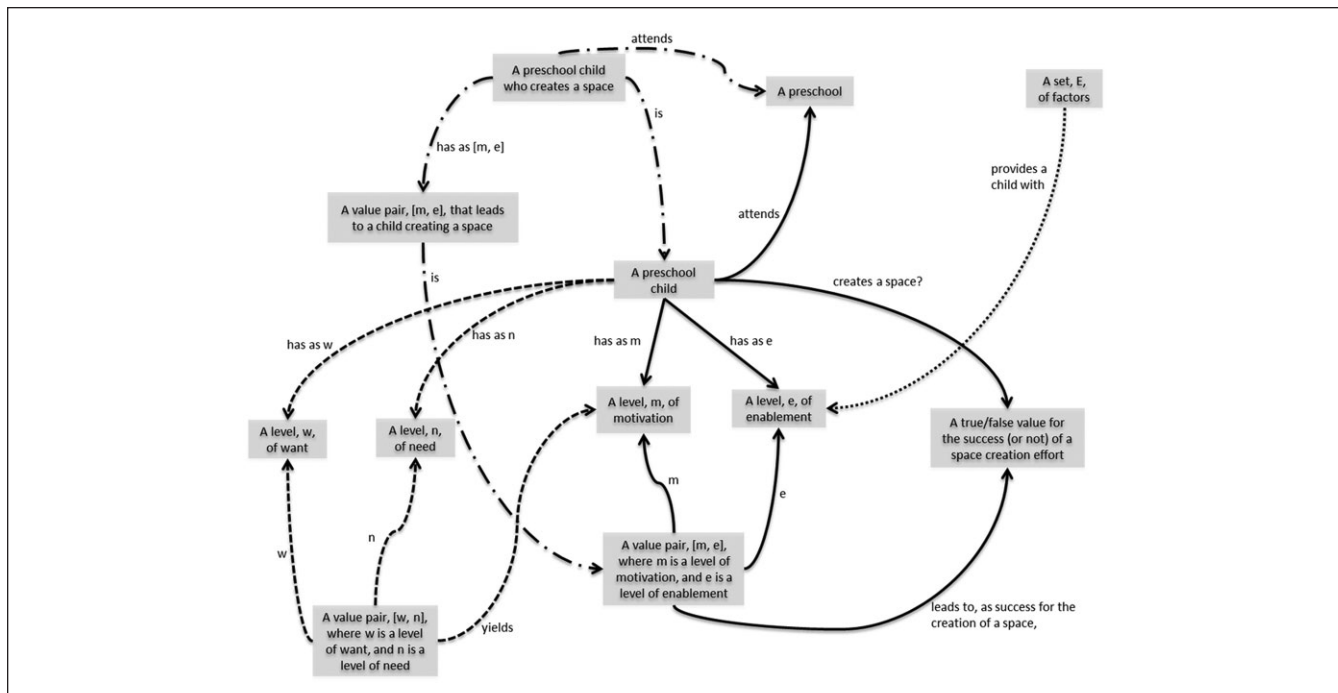 attends
A preschool child
who creates a space
A preschool
A set, E,
of factors
is
has as [m, e]
provides a
child with
A value pair, [m, e], that leads
to a child creating a space
attends
is
A preschool
child
creates a space?
has as w
has as n
has as m
has as e
A level, w,
of want
A level, n,
of need
A level, m, of
motivation
A level, e, of
enablement
A true/false value for
the success (or not) of a
space creation effort
m
e
n
w
A value pair, [m, e],
where m is a level of
motivation, and e is a
level of enablement
A value pair, [w, n],
where w is a level
of want, and n is a
level of need
yields
leads to, as success for the
creation of a space,